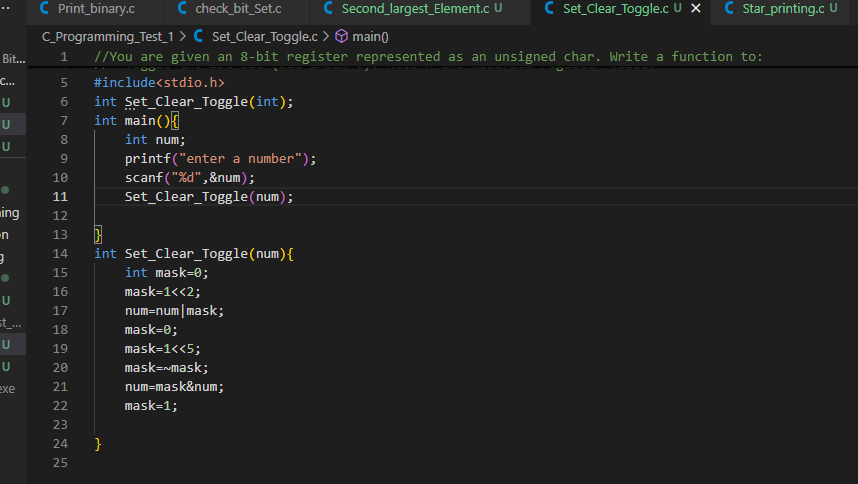 Print_binary.c check_bit_Set.c Second_largest_Element.c U Set_Clear_Toggle.c U Star_printing.c U
C_Programming_Test_1 > Set_Clear_Toggle.c > main()
Bit...
1 //You are given an 8-bit register represented as an unsigned char. Write a function to:
c...
5 #include<stdio.h>
U
6 int Set_Clear_Toggle(int);
U
7 int main(){
U
8 int num;
9 printf("enter a number");
10 scanf("%d",&num);
11 Set_Clear_Toggle(num);
ing
12
on
13 }
g
14 int Set_Clear_Toggle(num){
15 int mask=0;
U
16 mask=1<<2;
17 num=num|mask;
st_...
18 mask=0;
U
19 mask=1<<5;
U
20 mask=~mask;
exe
21 num=mask&num;
22 mask=1;
23
24 }
25